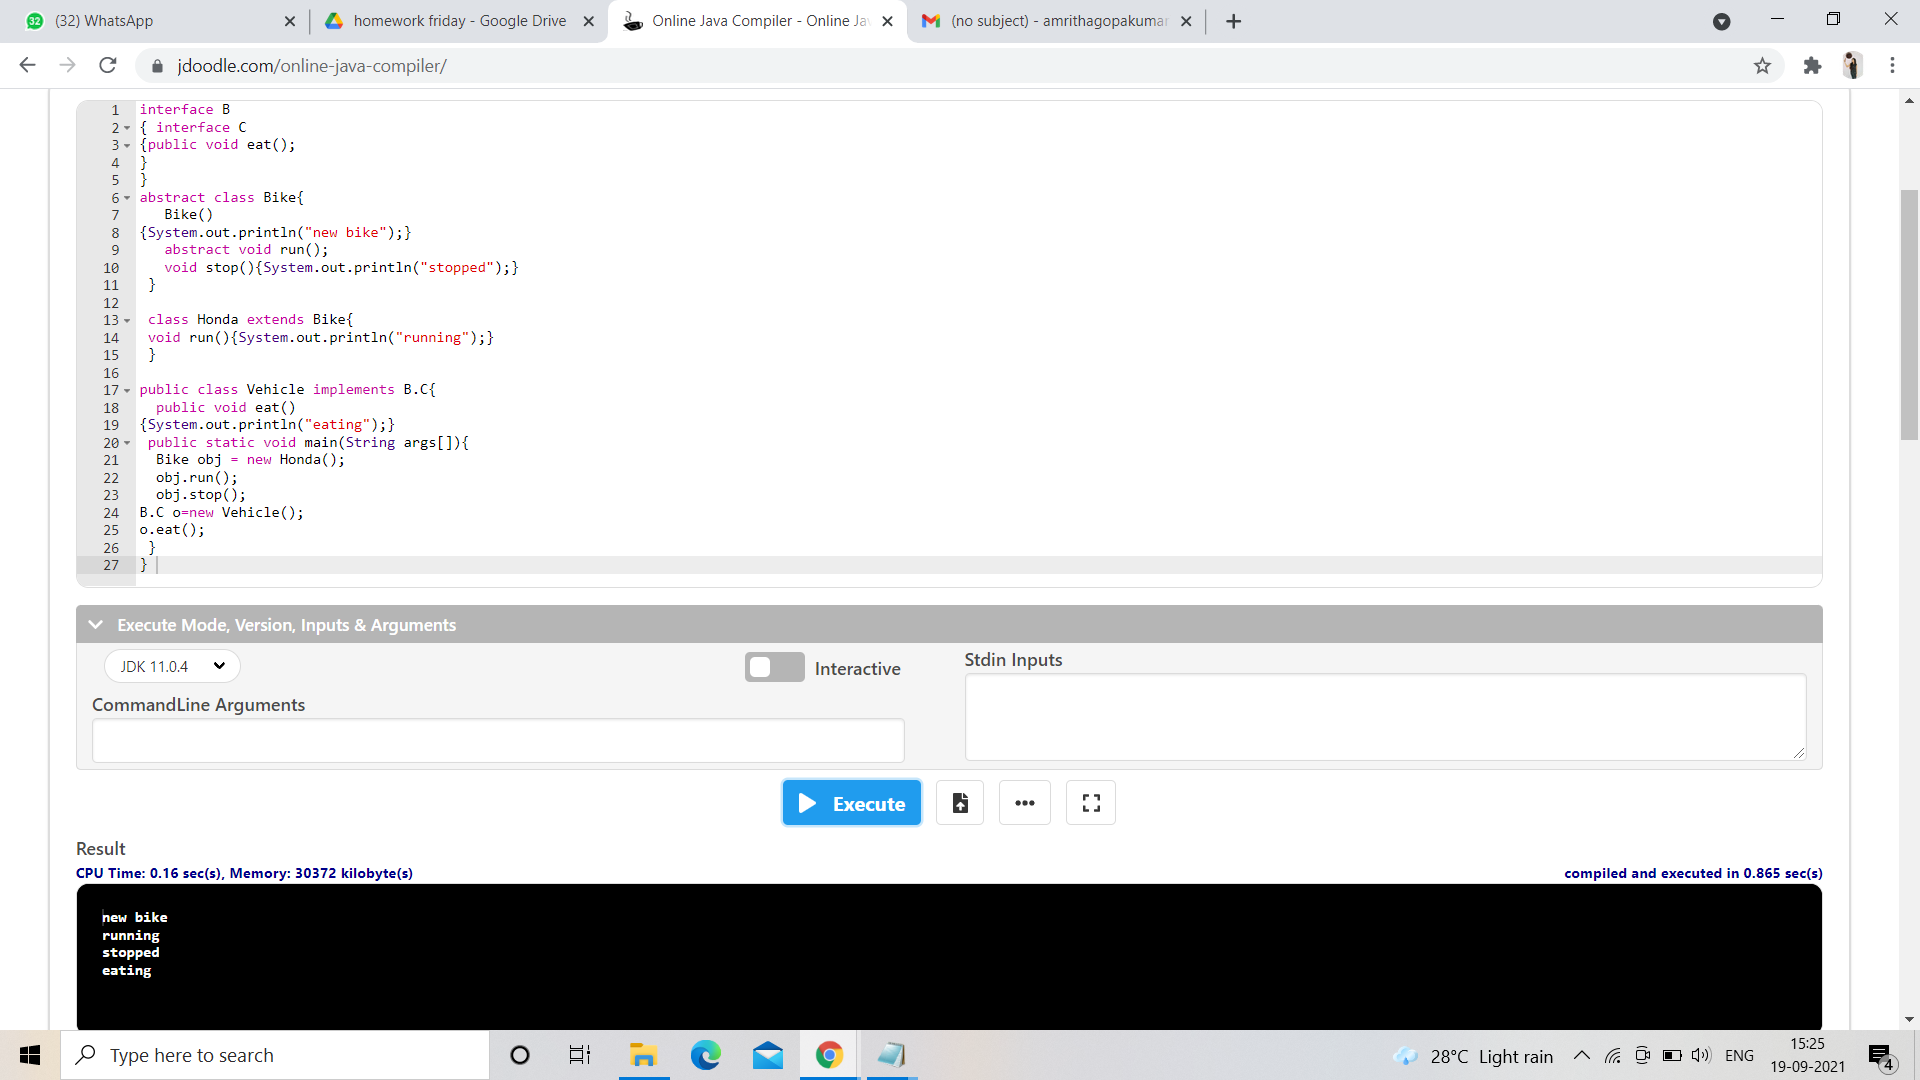 32
(32) WhatsApp
homework friday - Google Drive
Online Java Compiler - Online Ja
(no subject) - amrithagopakumar
jdoodle.com/online-java-compiler/
1 interface B
2 { interface C
3 {public void eat();
4 }
5 }
6 abstract class Bike{
7 Bike()
8 {System.out.println("new bike");}
9 abstract void run();
10 void stop(){System.out.println("stopped");}
11 }
12
13 class Honda extends Bike{
14 void run(){System.out.println("running");}
15 }
16
17 public class Vehicle implements B.C{
18 public void eat()
19 {System.out.println("eating");}
20 public static void main(String args[]){
21 Bike obj = new Honda();
22 obj.run();
23 obj.stop();
24 B.C o=new Vehicle();
25 o.eat();
26 }
27 }
Execute Mode, Version, Inputs & Arguments
JDK 11.0.4
Interactive
Stdin Inputs
CommandLine Arguments
Execute
Result
CPU Time: 0.16 sec(s), Memory: 30372 kilobyte(s)
compiled and executed in 0.865 sec(s)
new bike
running
stopped
eating
Type here to search
28°C Light rain
ENG
15:25
19-09-2021
4